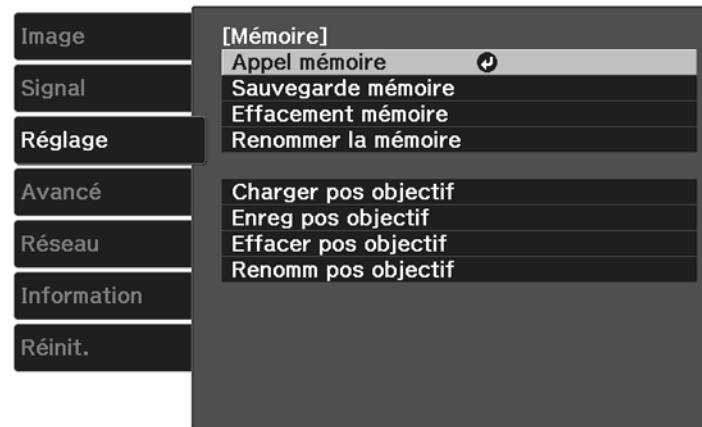 Image
Signal
Réglage
Avancé
Réseau
Information
Réinit.
[Mémoire]
Appel mémoire
Sauvegarde mémoire
Effacement mémoire
Renommer la mémoire
Charger pos objectif
Enreg pos objectif
Effacer pos objectif
Renomm pos objectif